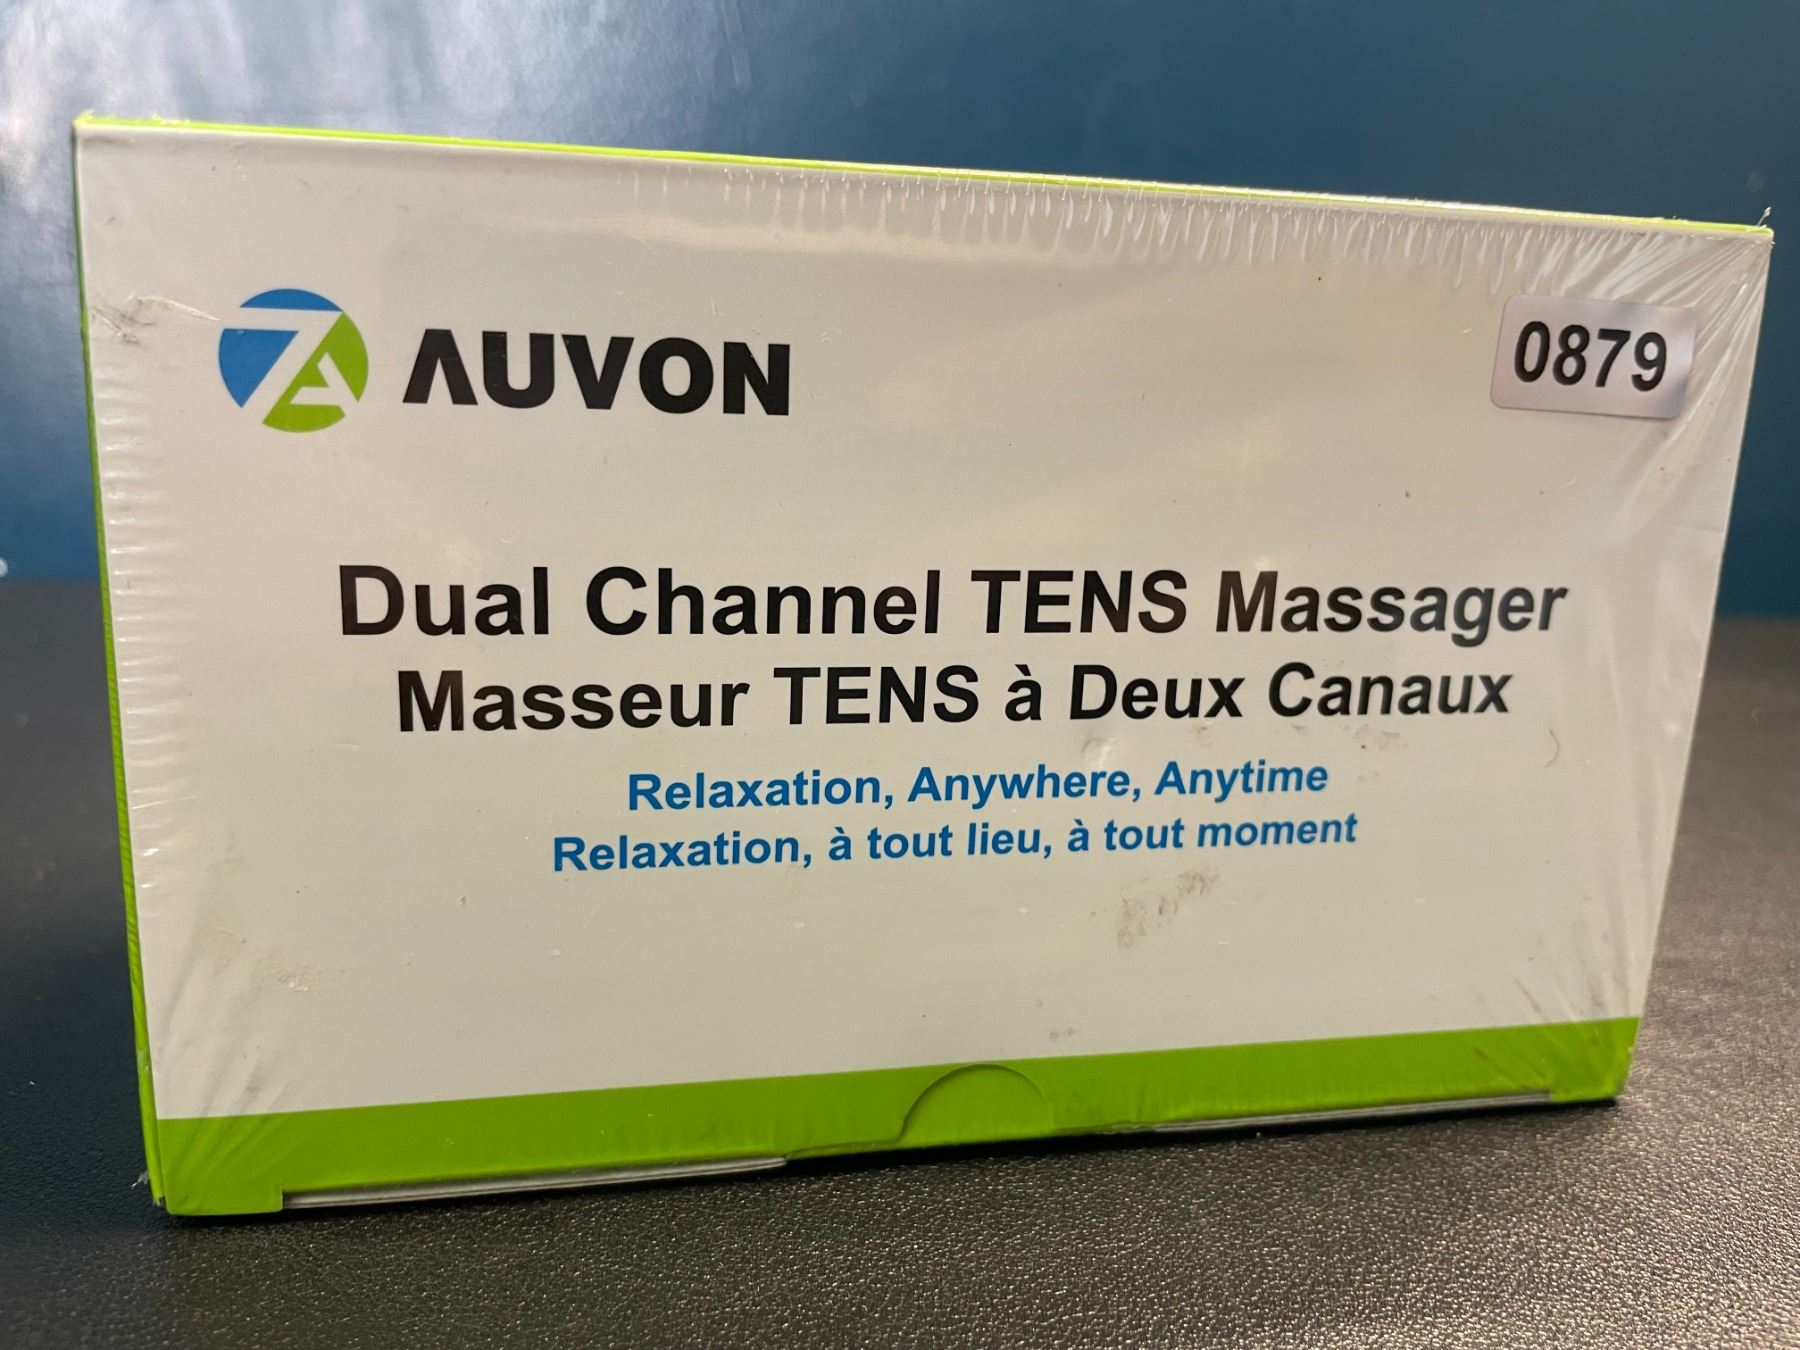 AUVON
0879
Dual Channel TENS Massager
Masseur TENS à Deux Canaux
Relaxation, Anywhere, Anytime
Relaxation, à tout lieu, à tout moment